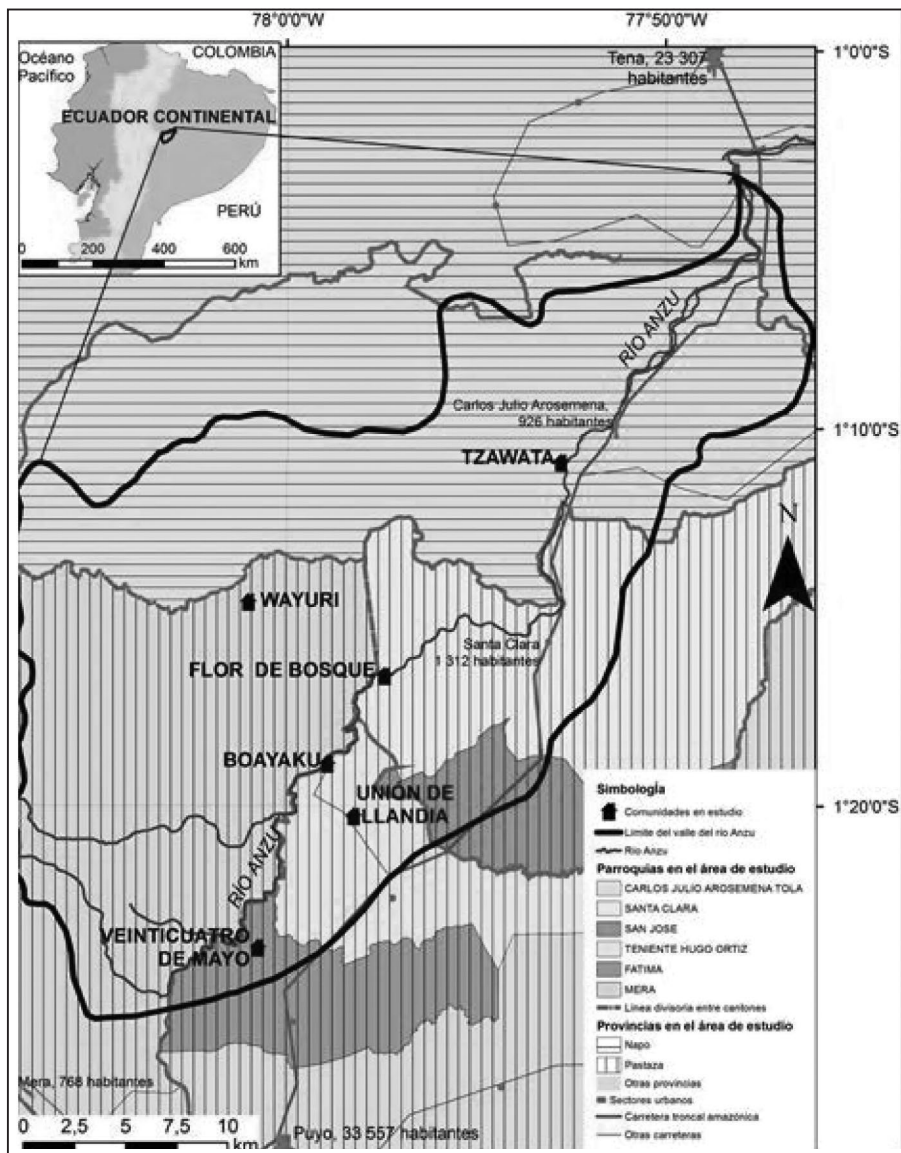 78°0'0"W
77°50'0"W
COLOMBIA
Océano
Pacífico
ECUADOR CONTINENTAL
PERÚ
0 200 400 600
km
1°0'0"S
Tena, 23 307
habitantes
RÍO ANZU
Carlos Julio Arosemena,
926 habitantes
1°10'0"S
TZAWATA
N
WAYURI
Santa Clara
1 312 habitantes
FLOR DE BOSQUE
BOAYAKU
UNIÓN DE
LLANDIA
1°20'0"S
RÍO ANZU
VEINTICUATRO
DE MAYO
Mera, 768 habitantes
0 2,5 5 7,5 10
km
Puyo, 33 557 habitantes
Simbología
Comunidades en estudio
Límite del valle del río Anzu
Río Anzu
Parroquias en el área de estudio
CARLOS JULIO AROSEMENA TOLA
SANTA CLARA
SAN JOSE
TENIENTE HUGO ORTIZ
FATIMA
MERA
Línea divisoria entre cantones
Provincias en el área de estudio
Napo
Pastaza
Otras provincias
Sectores urbanos
Carretera troncal amazónica
Otras carreteras